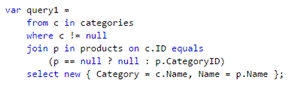 var query1 =
from c in categories
where c != null
join p in products on c.ID equals
(p == null ? null : p.CategoryID)
select new { Category = c.Name, Name = p.Name };